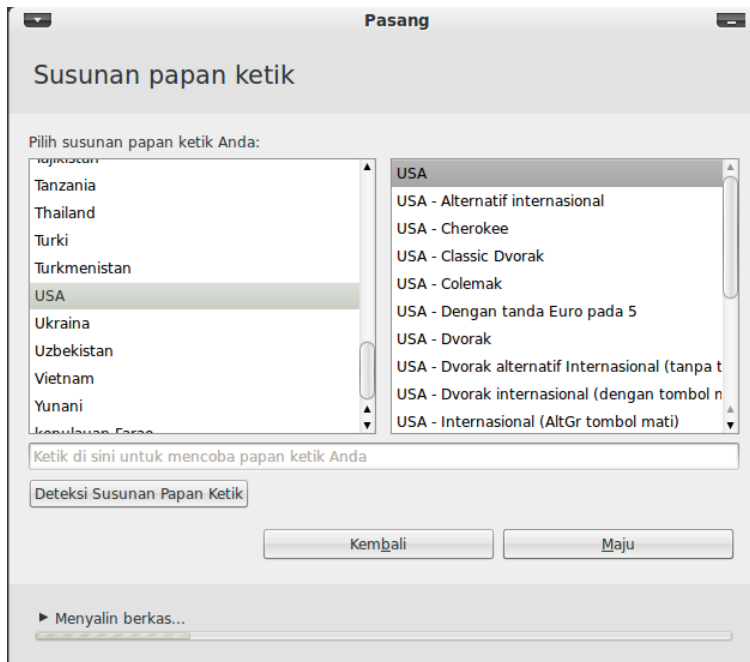 Pasang
Susunan papan ketik
Pilih susunan papan ketik Anda:
Tajikistan
Tanzania
Thailand
Turki
Turkmenistan
USA
Ukraina
Uzbekistan
Vietnam
Yunani
kepulauan Faroe
USA
USA - Alternatif internasional
USA - Cherokee
USA - Classic Dvorak
USA - Colemak
USA - Dengan tanda Euro pada 5
USA - Dvorak
USA - Dvorak alternatif Internasional (tanpa t
USA - Dvorak internasional (dengan tombol m
USA - Internasional (AltGr tombol mati)
Ketik di sini untuk mencoba papan ketik Anda
Deteksi Susunan Papan Ketik
Kembali
Maju
Menyalin berkas...